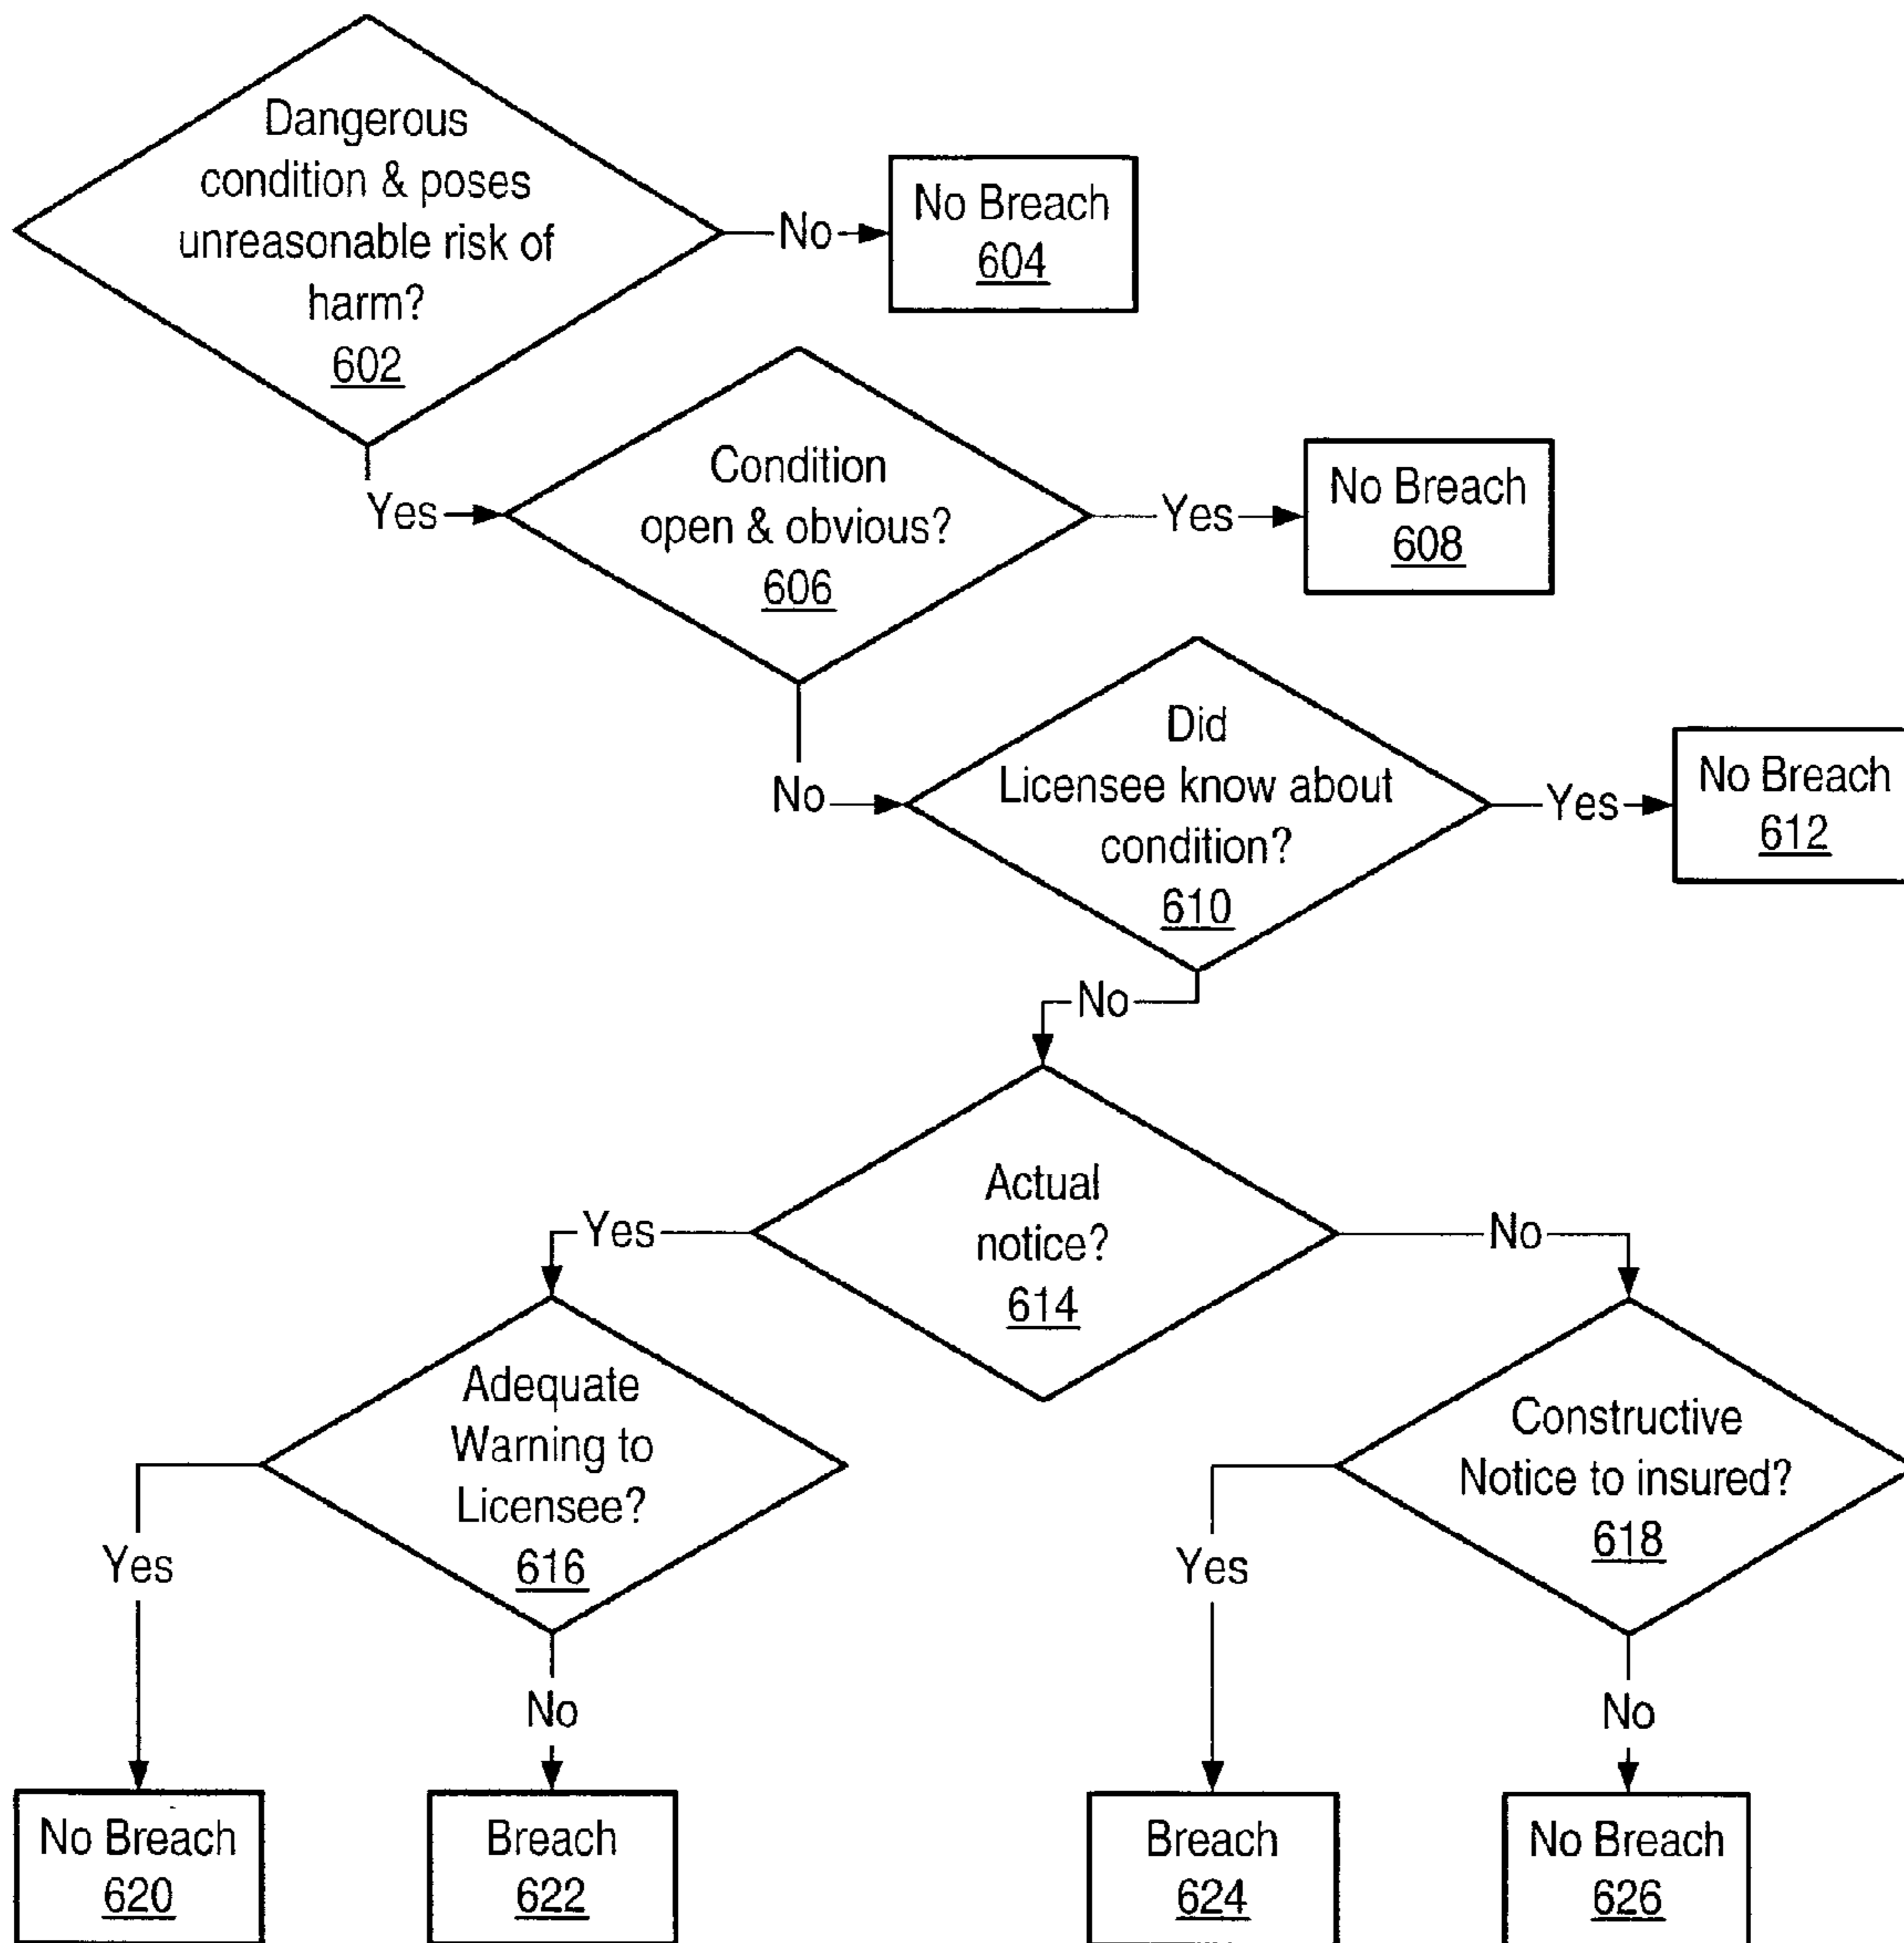 Dangerous
condition & poses
unreasonable risk of
harm?
602
No
No Breach
604
Yes
Condition
open & obvious?
606
Yes
No Breach
608
No
Did
Licensee know about
condition?
610
Yes
No Breach
612
No
Actual
notice?
614
Yes
No
Adequate
Warning to
Licensee?
616
Constructive
Notice to insured?
618
Yes
No
Yes
No
No Breach
620
Breach
622
Breach
624
No Breach
626